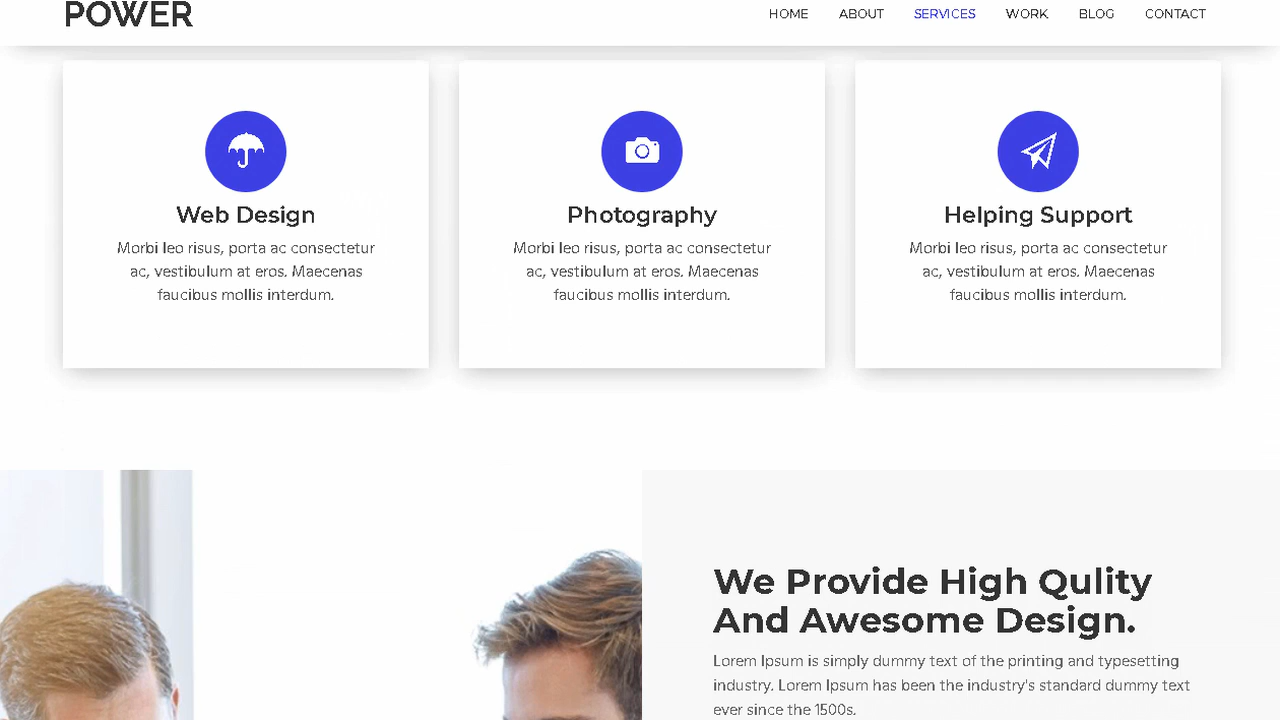 POWER
HOME ABOUT SERVICES WORK BLOG CONTACT
Web Design
Morbi leo risus, porta ac consectetur
ac, vestibulum at eros. Maecenas
faucibus mollis interdum.
Photography
Morbi leo risus, porta ac consectetur
ac, vestibulum at eros. Maecenas
faucibus mollis interdum.
Helping Support
Morbi leo risus, porta ac consectetur
ac, vestibulum at eros. Maecenas
faucibus mollis interdum.
We Provide High Qulity
And Awesome Design.
Lorem Ipsum is simply dummy text of the printing and typesetting
industry. Lorem Ipsum has been the industry's standard dummy text
ever since the 1500s.